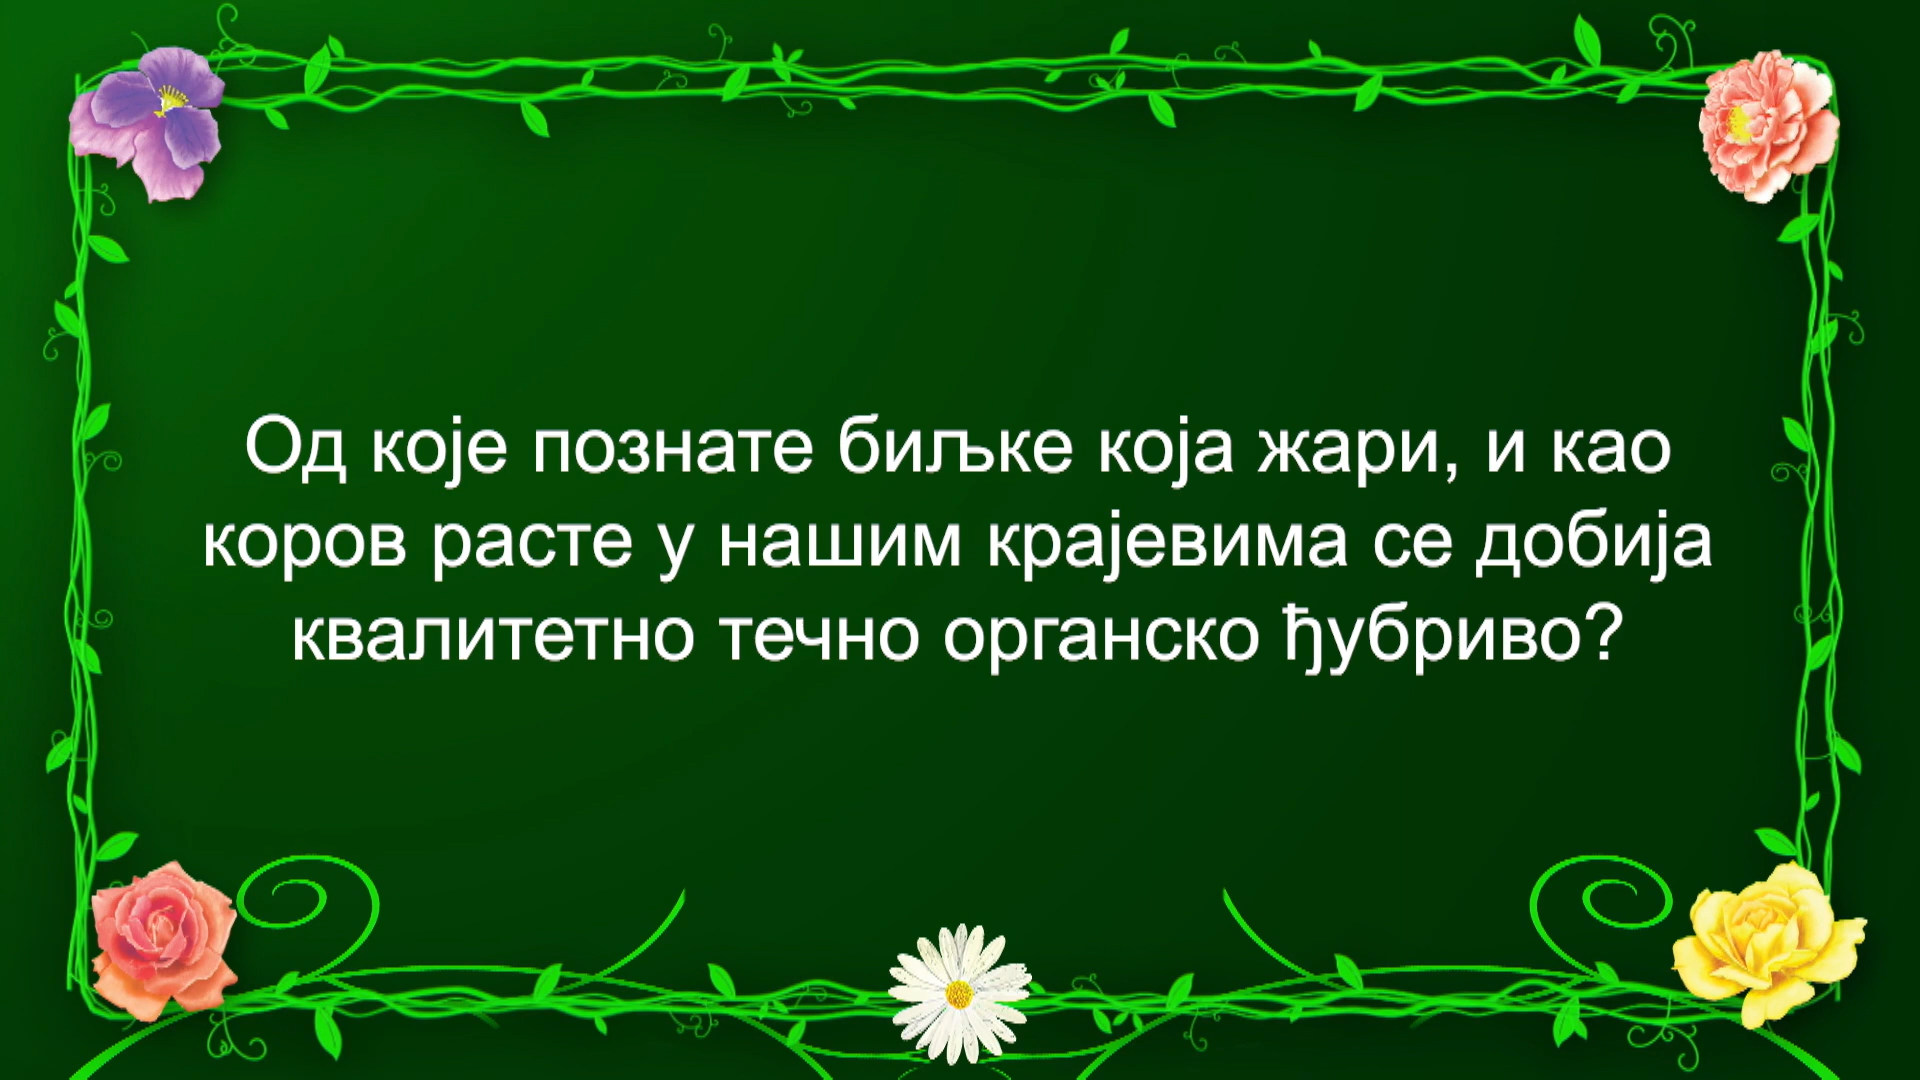 Од које познате биљке која жари, и као
коров расте у нашим крајевима се добија
квалитетно течно органско ђубриво?